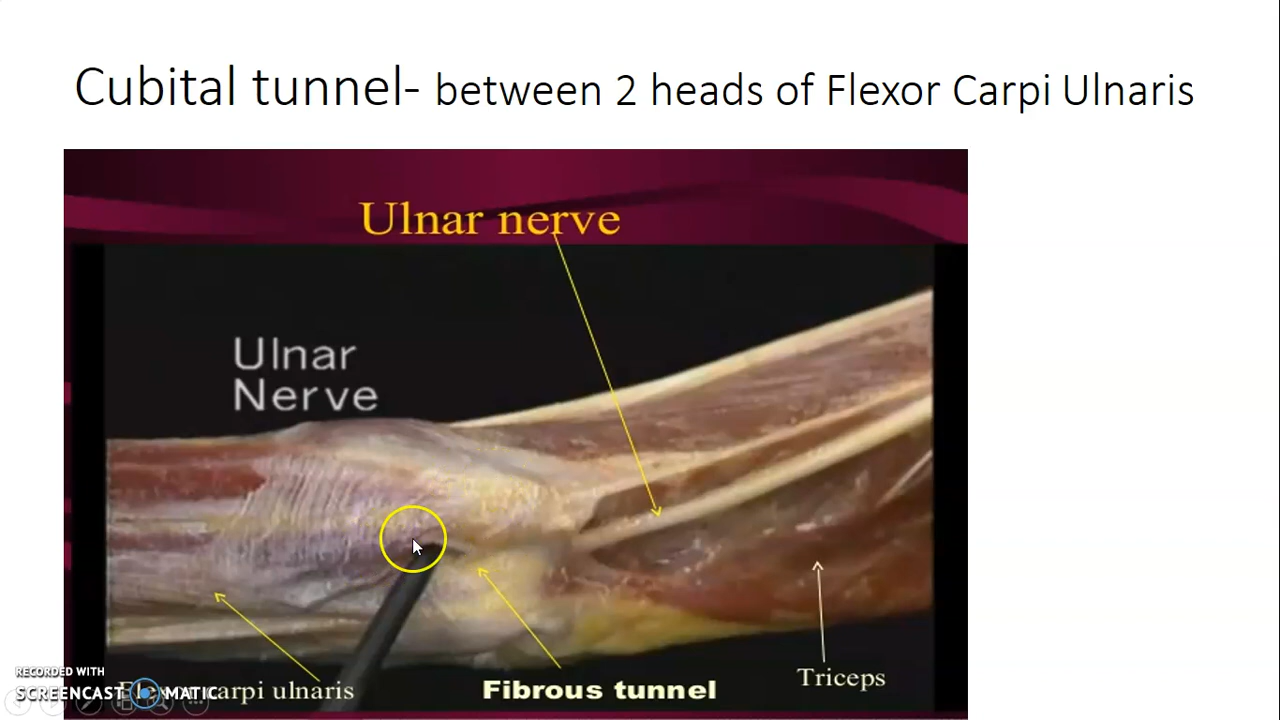 Cubital tunnel- between 2 heads of Flexor Carpi Ulnaris
Ulnar nerve
Ulnar
Nerve
Triceps
carpi ulnaris
Fibrous tunnel
RECORDED WITH
SCREENCAST MATIC